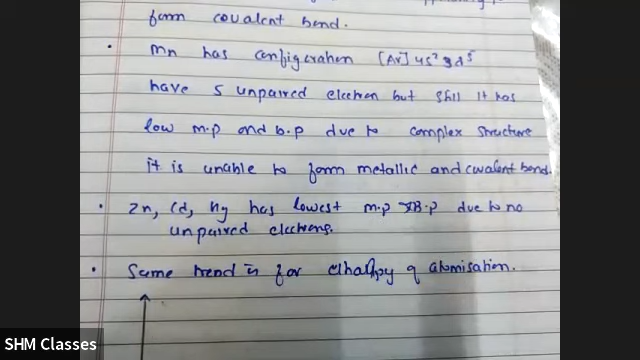 form covalent bond.
• Mn has configuration [Ar] 4s² 3d⁵
have 5 unpaired electron but still it has
low m.p and b.p due to complex structure
it is unable to form metallic and covalent bond.
• Zn, Cd, Hg has lowest m.p & B.p due to no
unpaired electrons.
• Same trend is for enthalpy of atomisation.
SHM Classes